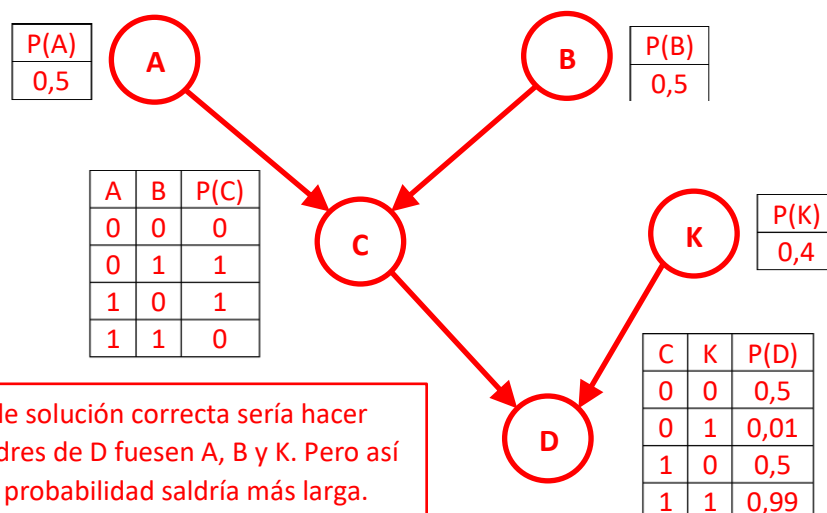 P(A)
0,5
A
B
P(B)
0,5
A B P(C)
0 0 0
0 1 1
1 0 1
1 1 0
C
K
P(K)
0,4
C K P(D)
0 0 0,5
0 1 0,01
1 0 0,5
1 1 0,99
D
de solución correcta sería hacer
dres de D fuesen A, B y K. Pero así
probabilidad saldría más larga.